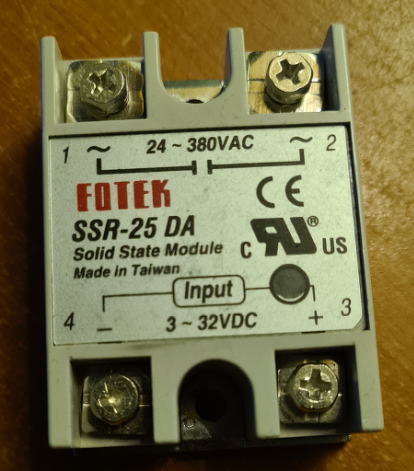 1 ~ 24 ~ 380VAC ~ 2
FOTEK CE
SSR-25 DA
Solid State Module C RU® US
Made in Taiwan
Input
4 − 3 ~ 32VDC + 3